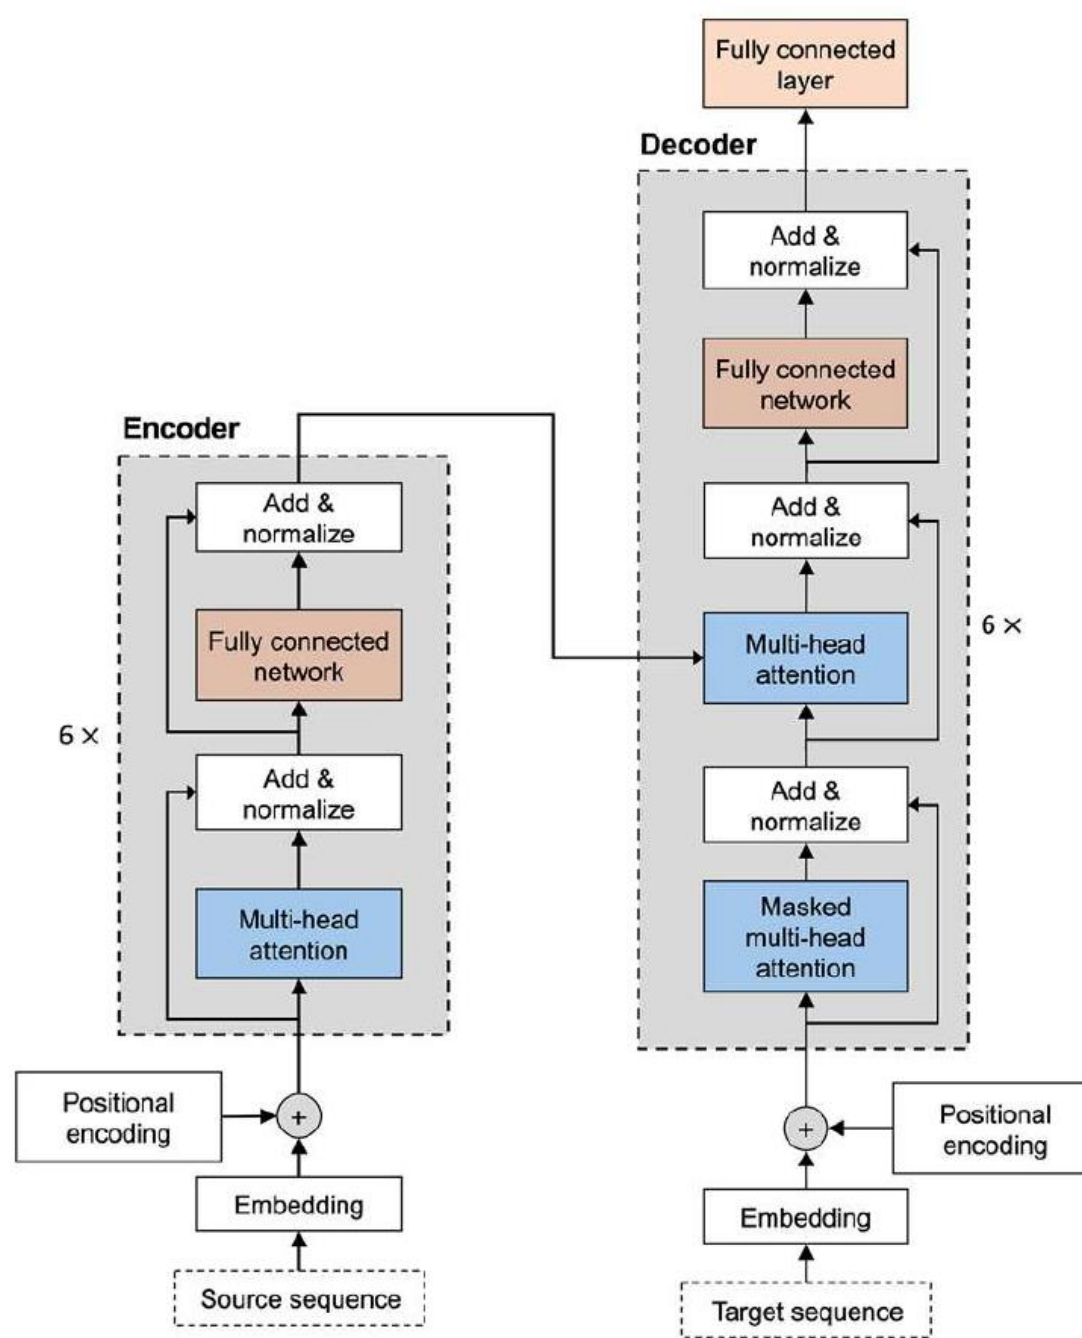 Fully connected
layer
Decoder
Add &
normalize
Fully connected
network
Add &
normalize
Multi-head
attention
6 ×
Add &
normalize
Masked
multi-head
attention
Positional
encoding
+
Embedding
Target sequence
Encoder
Add &
normalize
Fully connected
network
6 ×
Add &
normalize
Multi-head
attention
Positional
encoding
+
Embedding
Source sequence